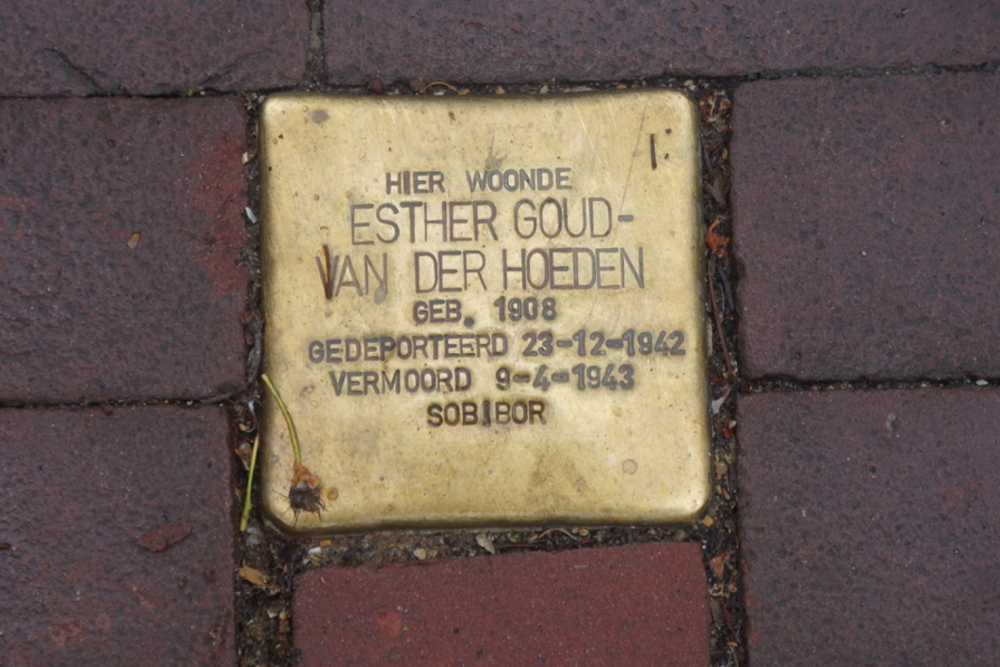 HIER WOONDE
ESTHER GOUD-
VAN DER HOEDEN
GEB. 1908
GEDEPORTEERD 23-12-1942
VERMOORD 9-4-1943
SOBIBOR